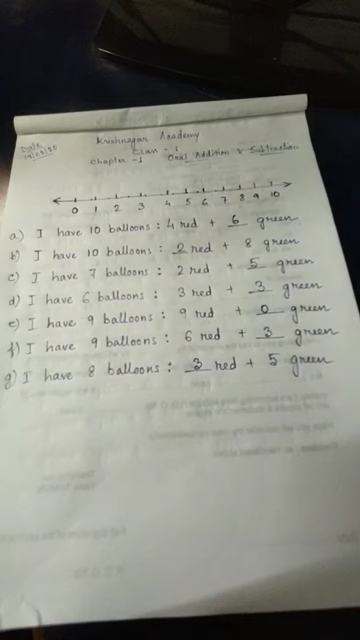 Date
Krishnagar Academy
Class - 1
Chapter - 1 Oral Addition & Subtraction
0 1 2 3 4 5 6 7 8 9 10
a) I have 10 balloons : 4 red + 6 green
b) I have 10 balloons : 2 red + 8 green
c) I have 7 balloons : 2 red + 5 green
d) I have 6 balloons : 3 red + 3 green
e) I have 9 balloons : 9 red + 0 green
f) I have 9 balloons : 6 red + 3 green
g) I have 8 balloons : 3 red + 5 green